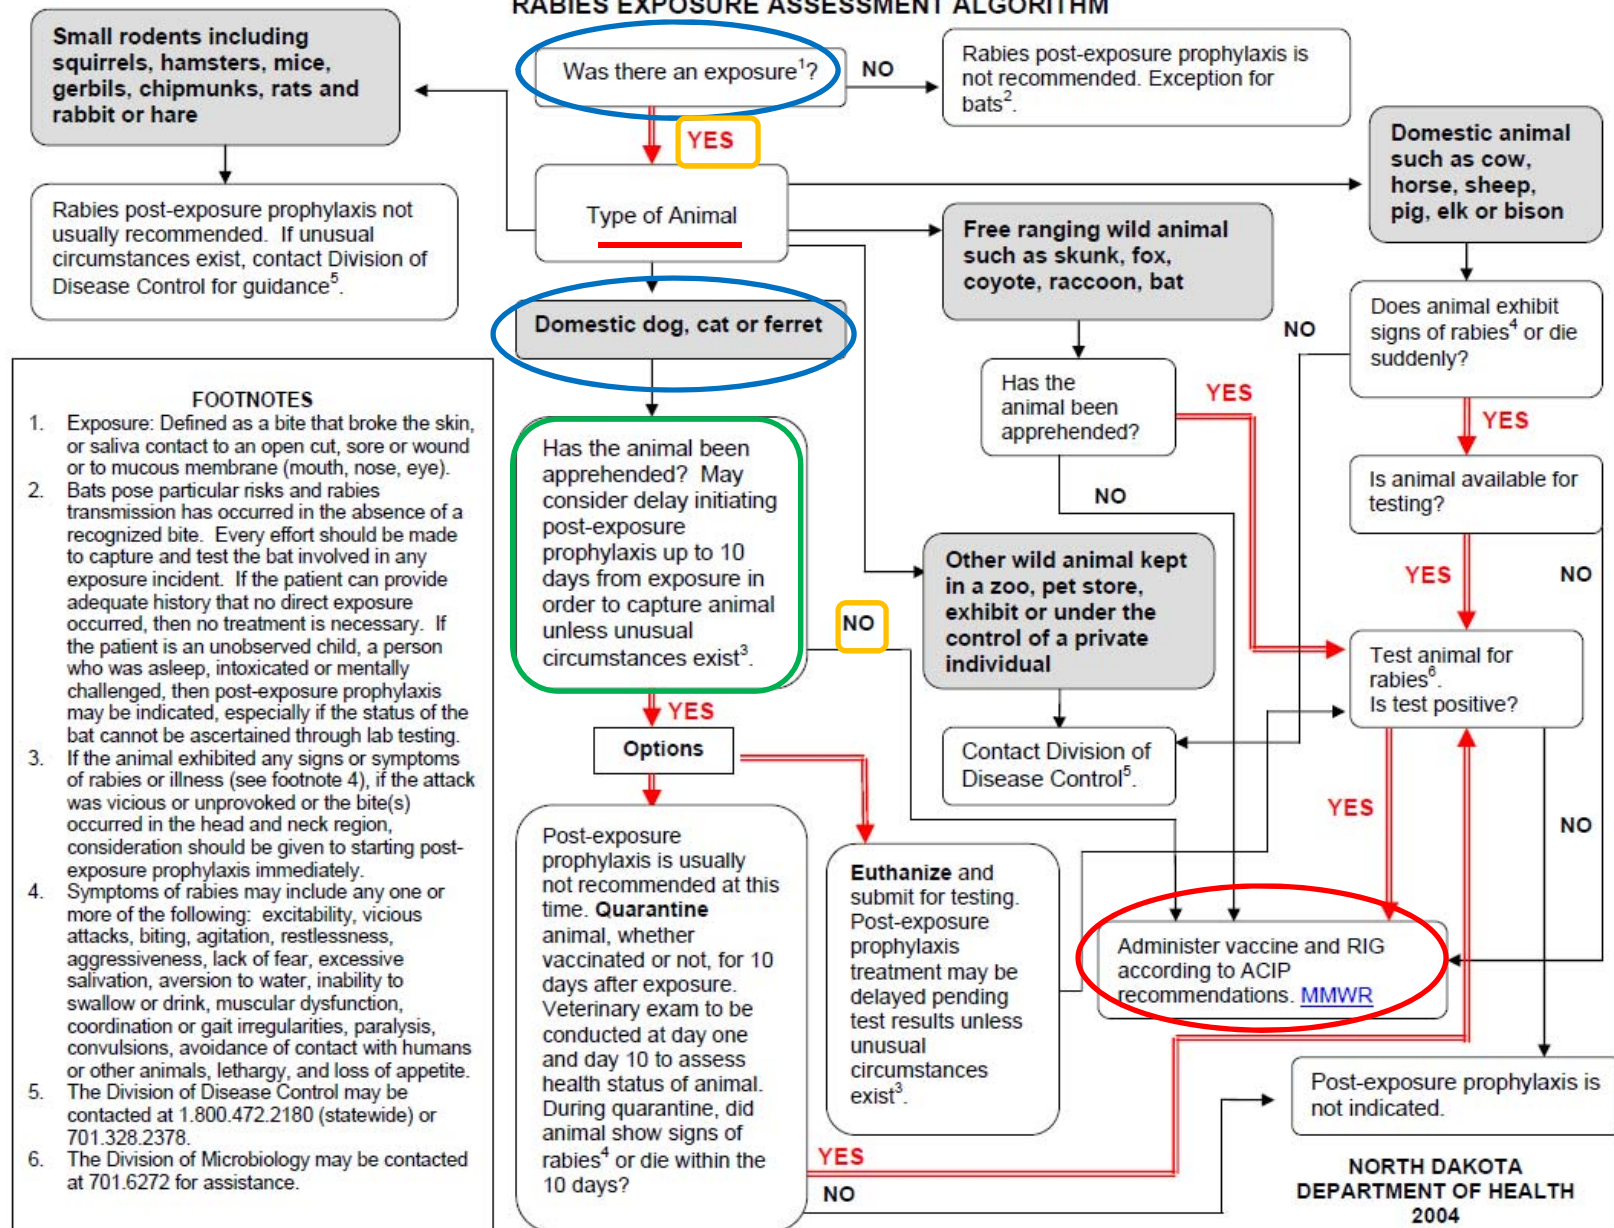 RABIES EXPOSURE ASSESSMENT ALGORITHM
Small rodents including
squirrels, hamsters, mice,
gerbils, chipmunks, rats and
rabbit or hare
Was there an exposure1?
NO
Rabies post-exposure prophylaxis is
not recommended. Exception for
bats2.
YES
Domestic animal
such as cow,
horse, sheep,
pig, elk or bison
Rabies post-exposure prophylaxis not
usually recommended. If unusual
circumstances exist, contact Division of
Disease Control for guidance5.
Type of Animal
Free ranging wild animal
such as skunk, fox,
coyote, raccoon, bat
Domestic dog, cat or ferret
NO
Does animal exhibit
signs of rabies4 or die
suddenly?
Has the
animal been
apprehended?
YES
YES
NO
Is animal available for
testing?
YES
NO
FOOTNOTES
1. Exposure: Defined as a bite that broke the skin,
or saliva contact to an open cut, sore or wound
or to mucous membrane (mouth, nose, eye).
2. Bats pose particular risks and rabies
transmission has occurred in the absence of a
recognized bite. Every effort should be made
to capture and test the bat involved in any
exposure incident. If the patient can provide
adequate history that no direct exposure
occurred, then no treatment is necessary. If
the patient is an unobserved child, a person
who was asleep, intoxicated or mentally
challenged, then post-exposure prophylaxis
may be indicated, especially if the status of the
bat cannot be ascertained through lab testing.
3. If the animal exhibited any signs or symptoms
of rabies or illness (see footnote 4), if the attack
was vicious or unprovoked or the bite(s)
occurred in the head and neck region,
consideration should be given to starting post-
exposure prophylaxis immediately.
4. Symptoms of rabies may include any one or
more of the following: excitability, vicious
attacks, biting, agitation, restlessness,
aggressiveness, lack of fear, excessive
salivation, aversion to water, inability to
swallow or drink, muscular dysfunction,
coordination or gait irregularities, paralysis,
convulsions, avoidance of contact with humans
or other animals, lethargy, and loss of appetite.
5. The Division of Disease Control may be
contacted at 1.800.472.2180 (statewide) or
701.328.2378.
6. The Division of Microbiology may be contacted
at 701.6272 for assistance.
Has the animal been
apprehended? May
consider delay initiating
post-exposure
prophylaxis up to 10
days from exposure in
order to capture animal
unless unusual
circumstances exist3.
NO
Other wild animal kept
in a zoo, pet store,
exhibit or under the
control of a private
individual
Test animal for
rabies6.
Is test positive?
YES
Options
Contact Division of
Disease Control5.
YES
NO
Post-exposure
prophylaxis is usually
not recommended at this
time. Quarantine
animal, whether
vaccinated or not, for 10
days after exposure.
Veterinary exam to be
conducted at day one
and day 10 to assess
health status of animal.
During quarantine, did
animal show signs of
rabies4 or die within the
10 days?
Euthanize and
submit for testing.
Post-exposure
prophylaxis
treatment may be
delayed pending
test results unless
unusual
circumstances
exist3.
Administer vaccine and RIG
according to ACIP
recommendations. MMWR
Post-exposure prophylaxis is
not indicated.
YES
NO
NORTH DAKOTA
DEPARTMENT OF HEALTH
2004